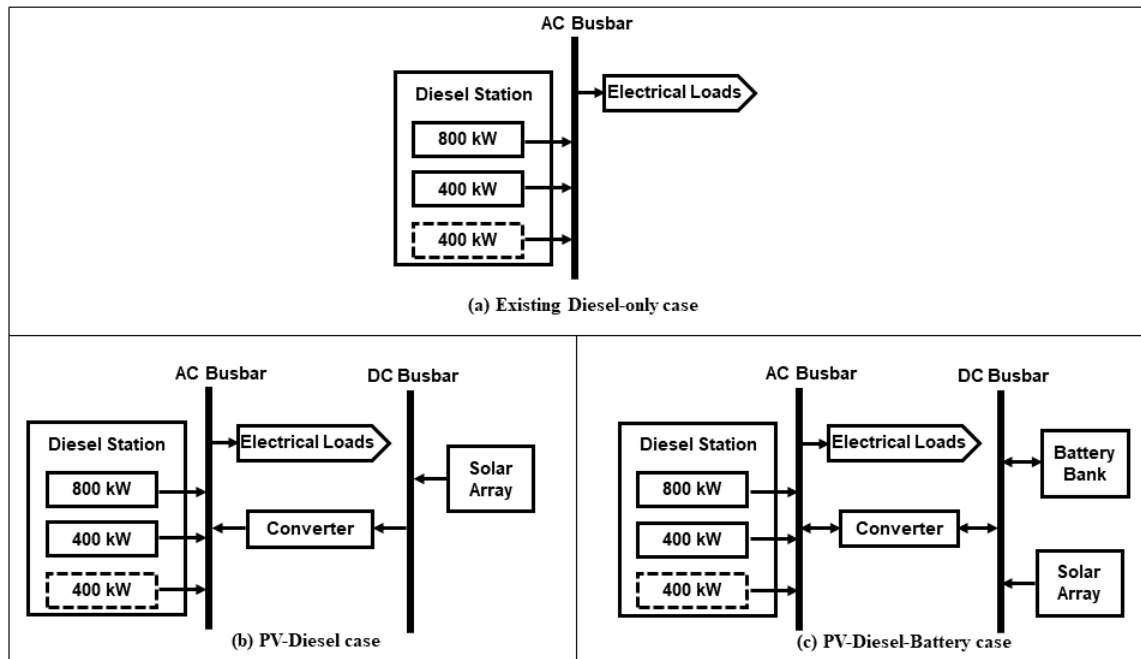 AC Busbar
Diesel Station
Electrical Loads
800 kW
400 kW
400 kW
(a) Existing Diesel-only case
AC Busbar
DC Busbar
Diesel Station
Electrical Loads
800 kW
Solar
Array
400 kW
Converter
400 kW
(b) PV-Diesel case
AC Busbar
DC Busbar
Diesel Station
Electrical Loads
Battery
Bank
800 kW
400 kW
Converter
400 kW
Solar
Array
(c) PV-Diesel-Battery case